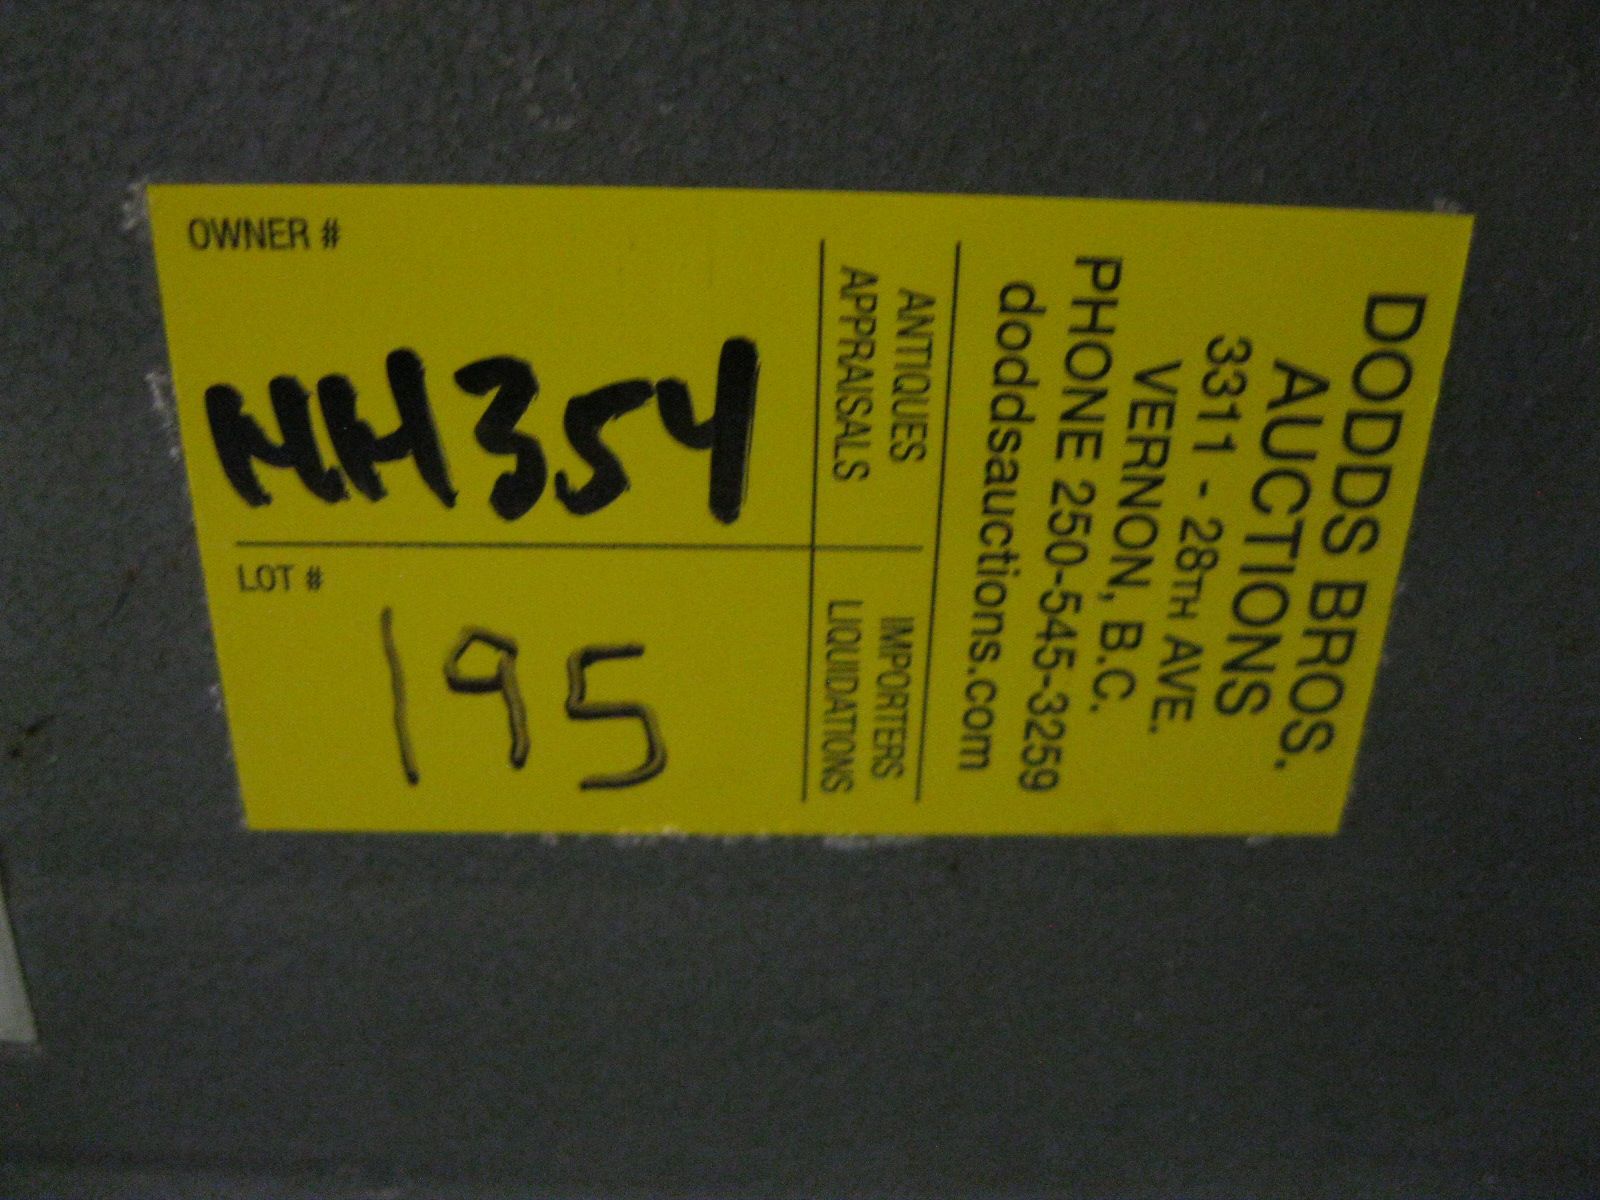 OWNER #
NH354
LOT #
195
ANTIQUES
APPRAISALS
IMPORTERS
LIQUIDATIONS
DODDS BROS.
AUCTIONS
3311 - 28TH AVE.
VERNON, B.C.
PHONE 250-545-3259
doddsauctions.com